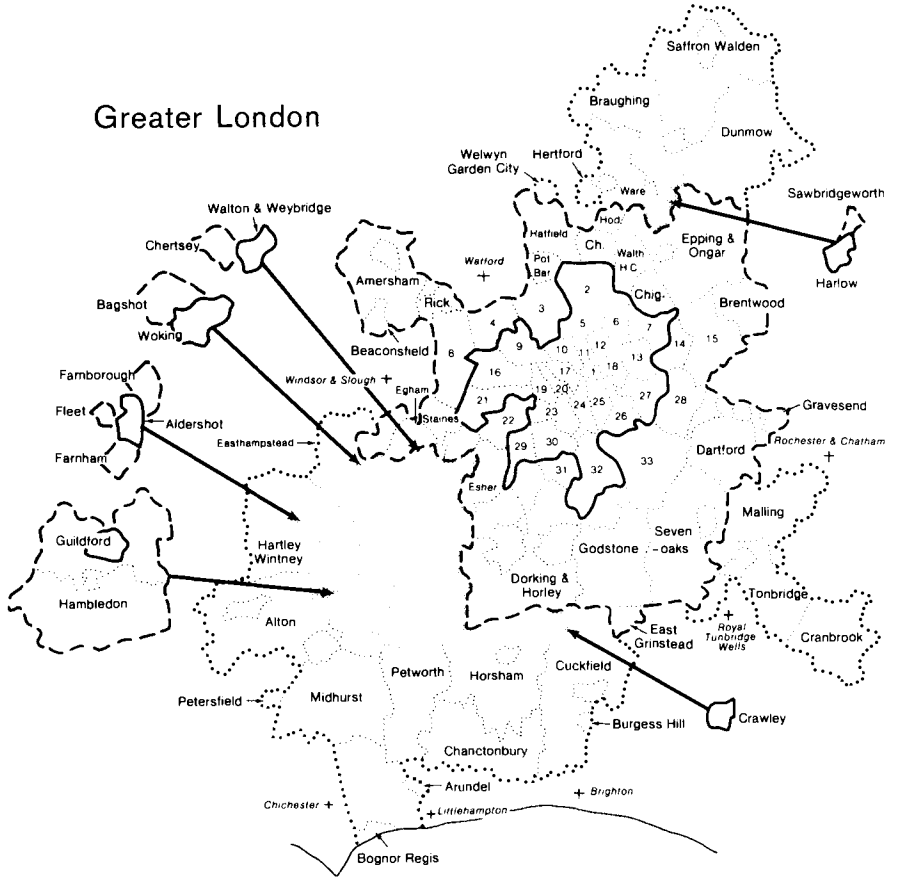 Saffron Walden
Braughing
Greater London
Dunmow
Welwyn
Garden City
Hertford
Ware
Sawbridgeworth
Walton & Weybridge
Chertsey
Hatfield
Hod.
Epping &
Ongar
Ch.
Walth
H C
Pot
Bar
Watford
Harlow
Amersham
Rick
2
Chig.
Bagshot
Brentwood
Woking
3
4
5
6
7
14
15
Beaconsfield
8
9
10
11
12
13
Windsor & Slough
16
17
1
18
Farnborough
Egham
19
20
21
27
28
Fleet
Aldershot
Staines
22
23
24
25
26
Gravesend
Easthampstead
Rochester & Chatham
Farnham
29
30
Dartford
31
32
33
Esher
Malling
Guildford
Hartley
Wintney
Seven
-oaks
Godstone
Hambledon
Dorking &
Horley
Tonbridge
Alton
East
Grinstead
Royal
Tunbridge
Wells
Cranbrook
Petworth
Horsham
Cuckfield
Petersfield
Midhurst
Burgess Hill
Crawley
Chanctonbury
Arundel
Brighton
Chichester
Littlehampton
Bognor Regis